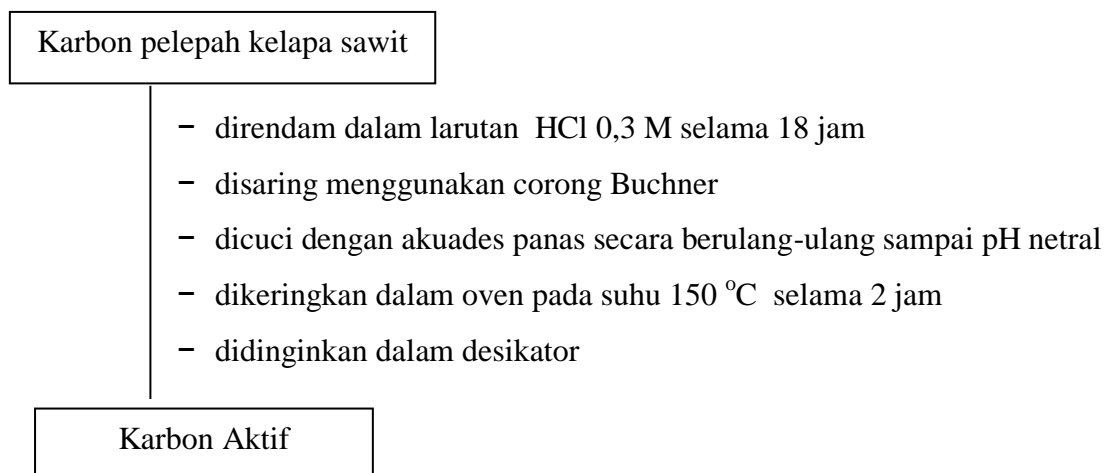 Karbon pelepah kelapa sawit
− direndam dalam larutan HCl 0,3 M selama 18 jam
− disaring menggunakan corong Buchner
− dicuci dengan akuades panas secara berulang-ulang sampai pH netral
− dikeringkan dalam oven pada suhu 150 °C selama 2 jam
− didinginkan dalam desikator
Karbon Aktif